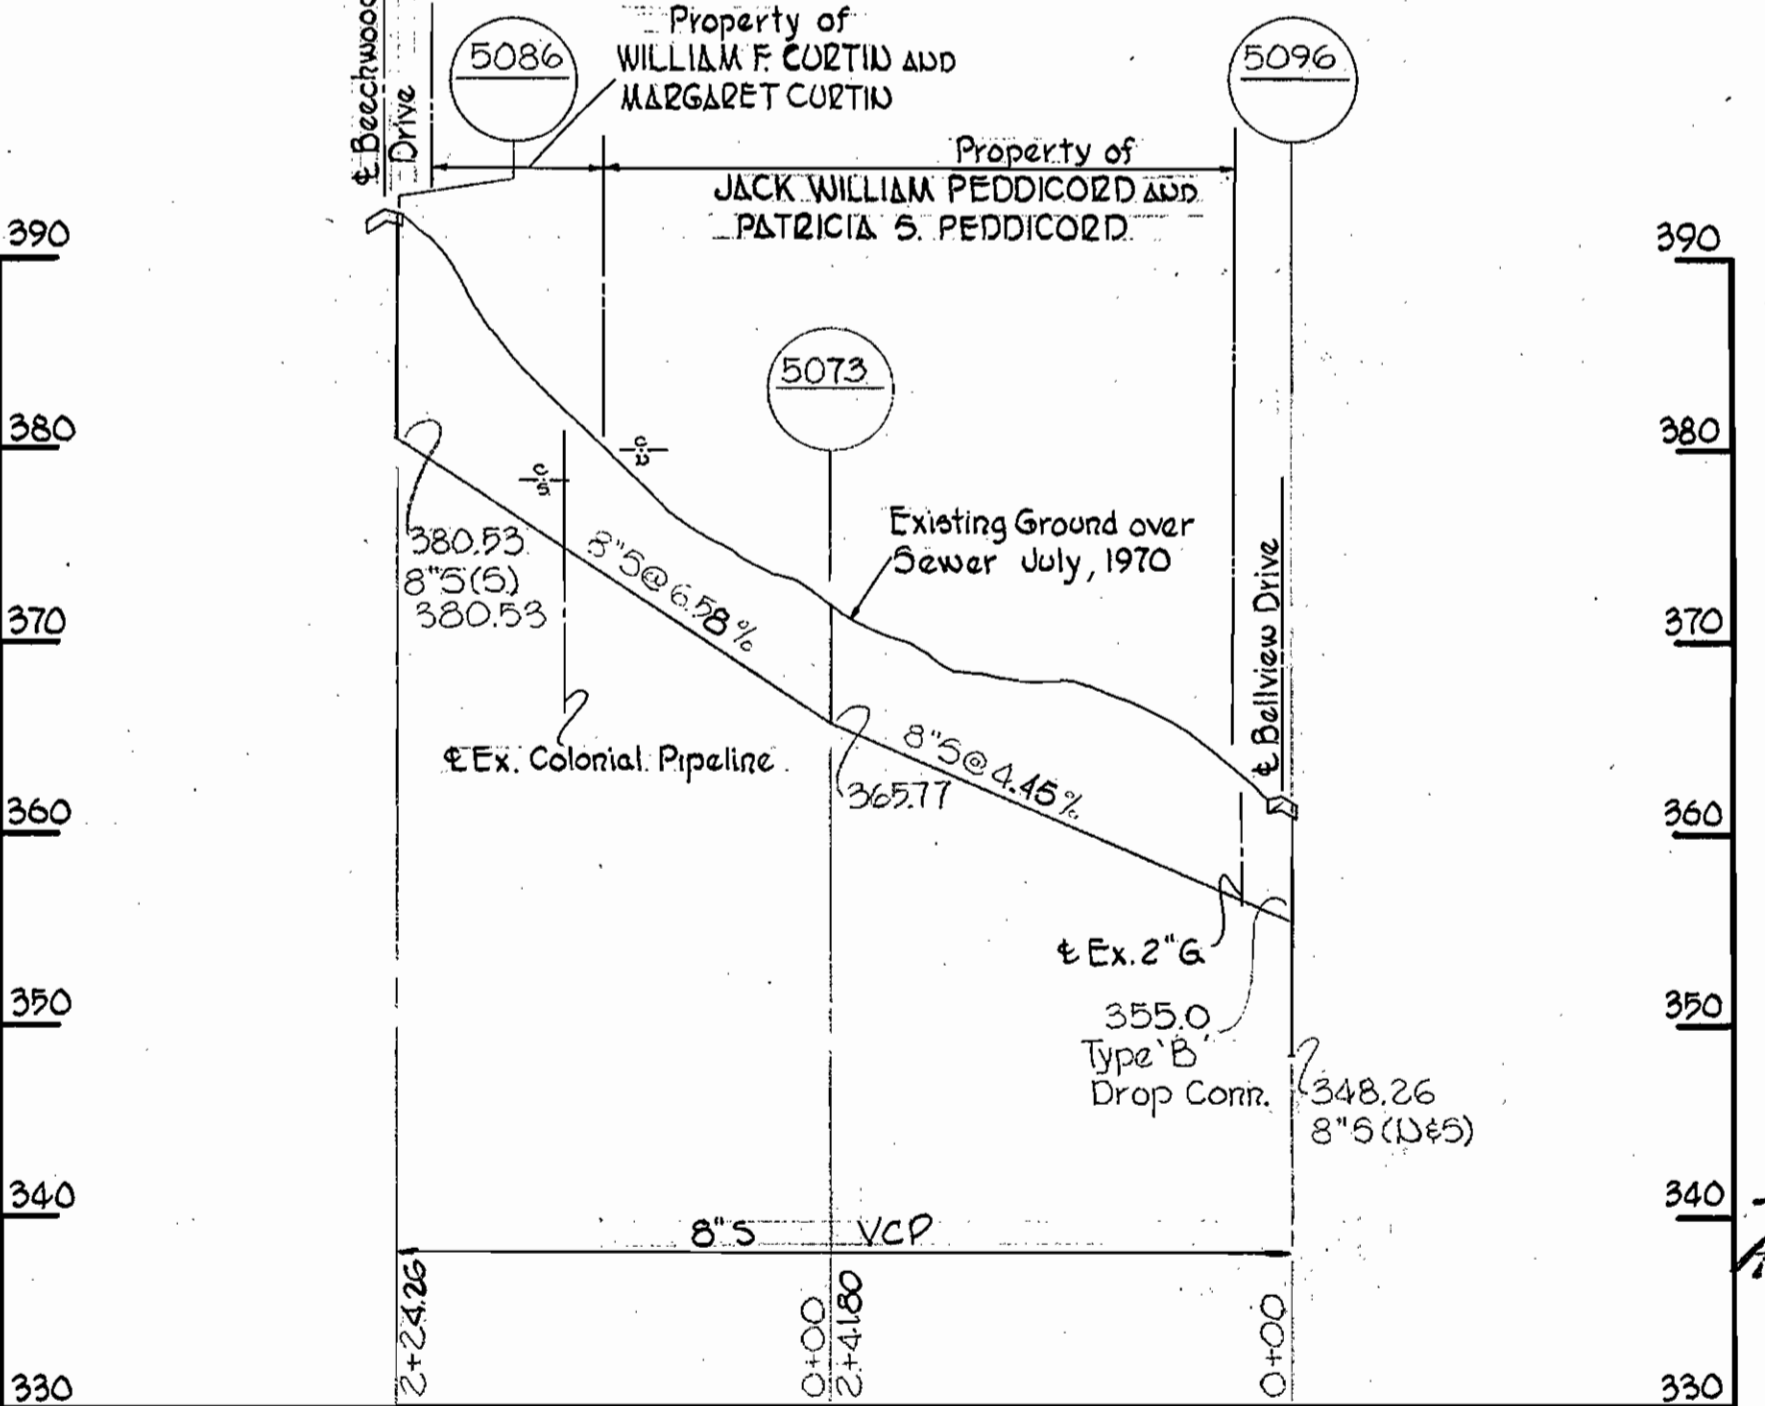 ℄ Beechwood
Drive
5086
Property of
WILLIAM F. CURTIN AND
MARGARET CURTIN
5096
Property of
JACK WILLIAM PEDDICORD AND
PATRICIA S. PEDDICORD
390
390
5073
380
380
C/N
C/S
380.53
8"S(S)
380.53
8"S@6.58%
Existing Ground over
Sewer July, 1970
370
370
℄ Bellview Drive
℄ Ex. Colonial Pipeline
365.77
8"S@4.45%
360
360
℄ Ex. 2"G
355.0
Type 'B'
Drop Conn.
350
350
348.26
8"S (N&S)
340
340
8"S VCP
2+24.26
0+00
2+41.80
0+00
330
330